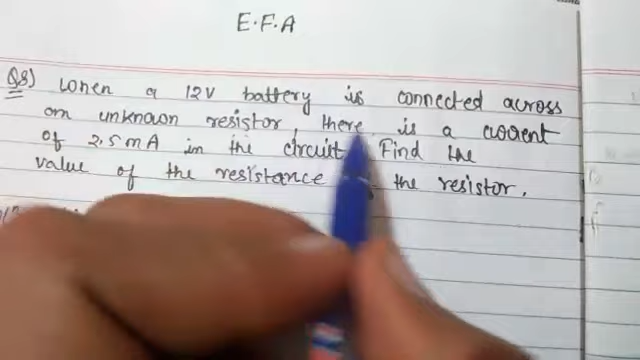 E.F.A
Q8) When a 12V battery is connected across
an unknown resistor, there is a current
of 2.5 mA in the circuit. Find the
value of the resistance the resistor.